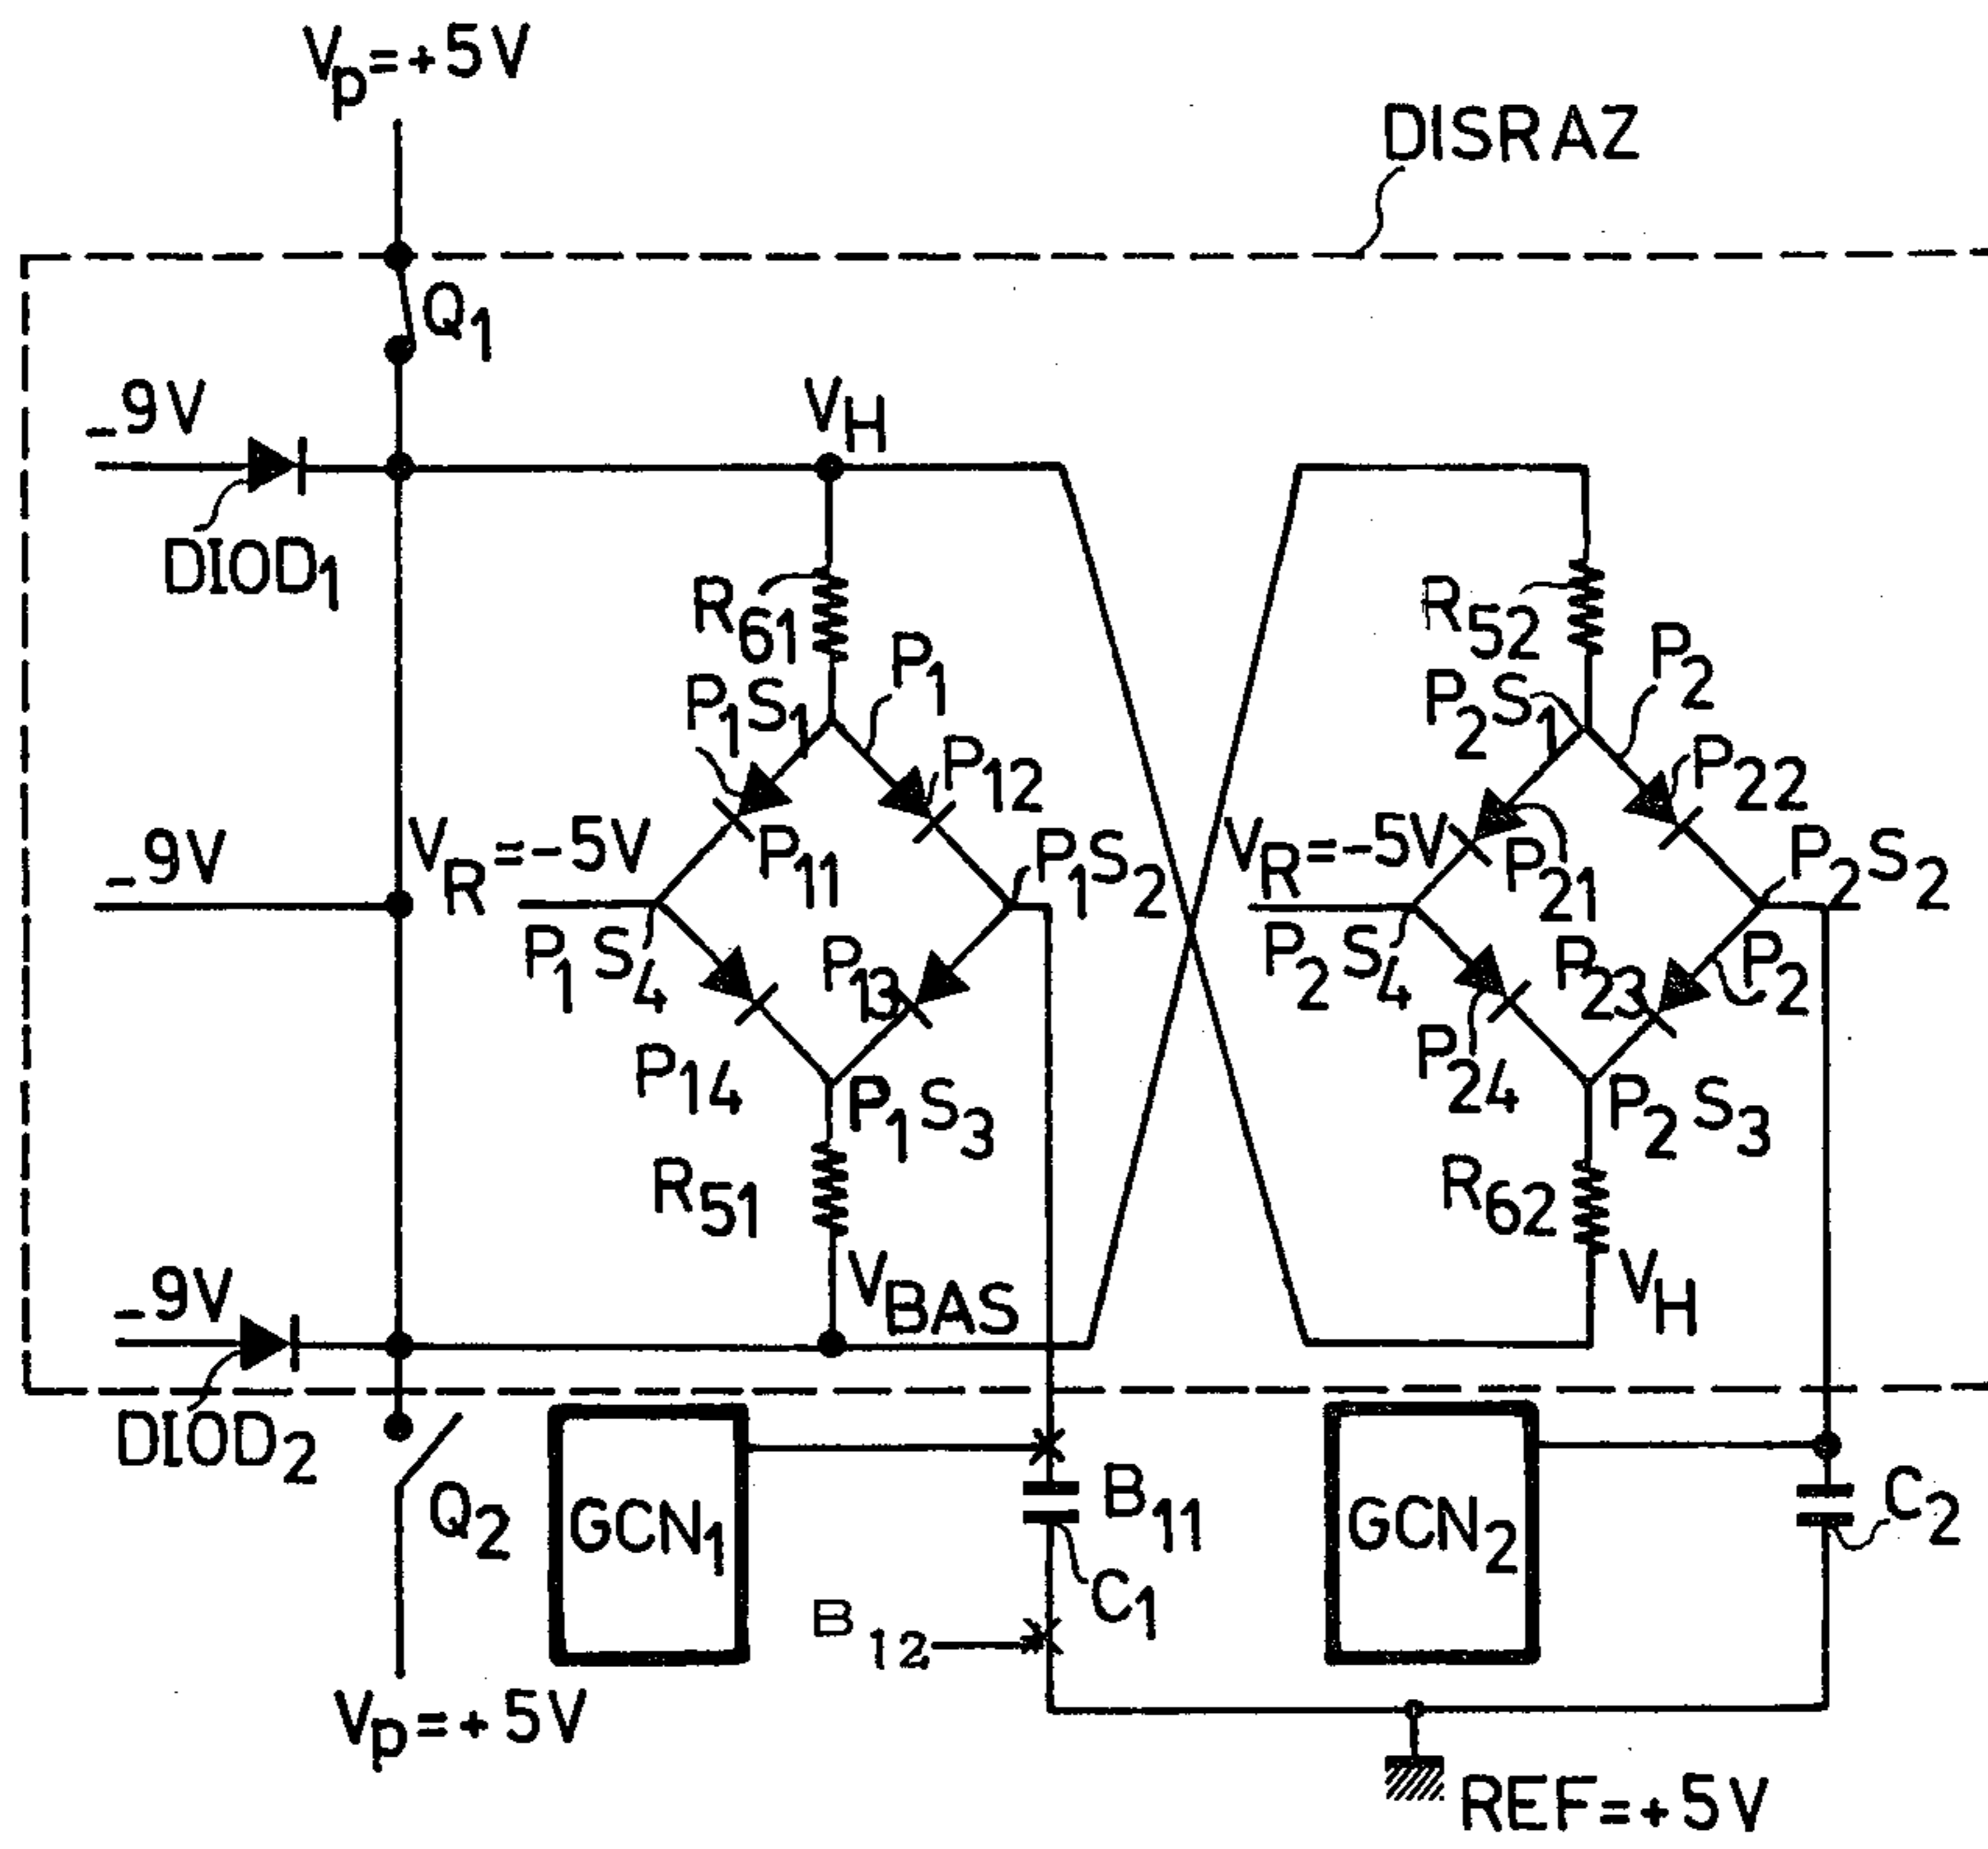 Vp=+5V
DISRAZ
Q1
-9V
VH
DIOD1
R61
R52
P1
P2
P1S1
P2S1
P12
P22
-9V
VR=-5V
P11
P1S2
VR=-5V
P21
P2S2
P1S4
P13
P2S4
P23
P2
P14
P24
P1S3
P2S3
R51
R62
-9V
VBAS
VH
DIOD2
Q2
GCN1
B11
GCN2
C2
C1
B12
Vp=+5V
REF=+5V